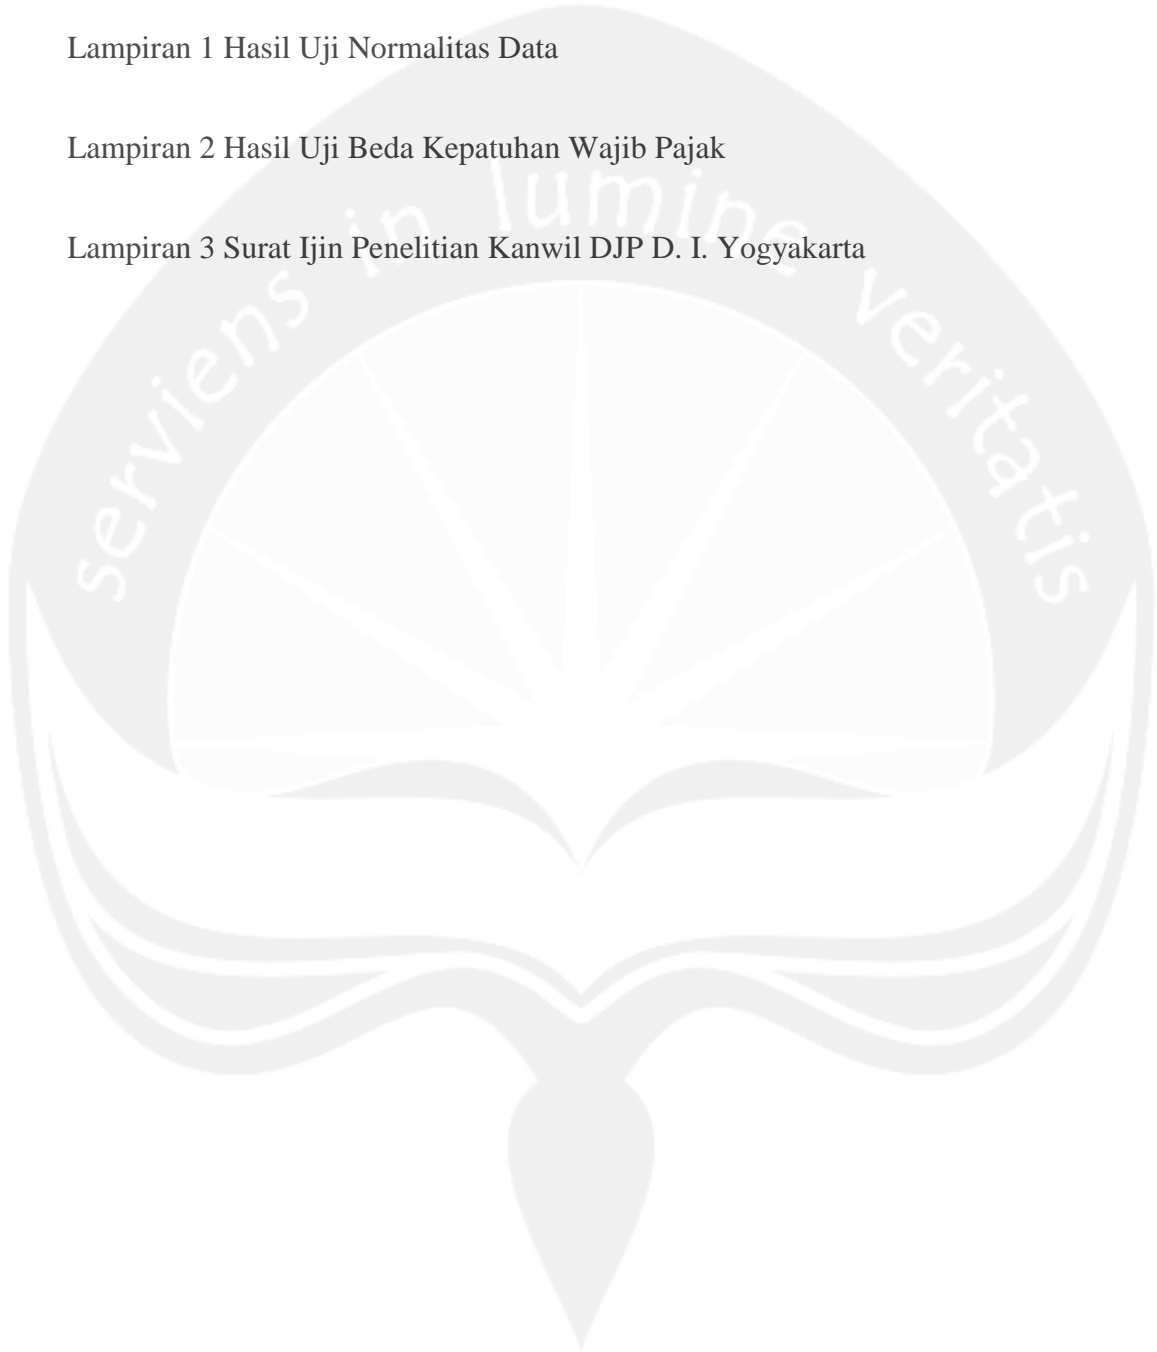 Lampiran 1 Hasil Uji Normalitas Data
Lampiran 2 Hasil Uji Beda Kepatuhan Wajib Pajak
Lampiran 3 Surat Ijin Penelitian Kanwil DJP D. I. Yogyakarta
serviens in lumine veritatis